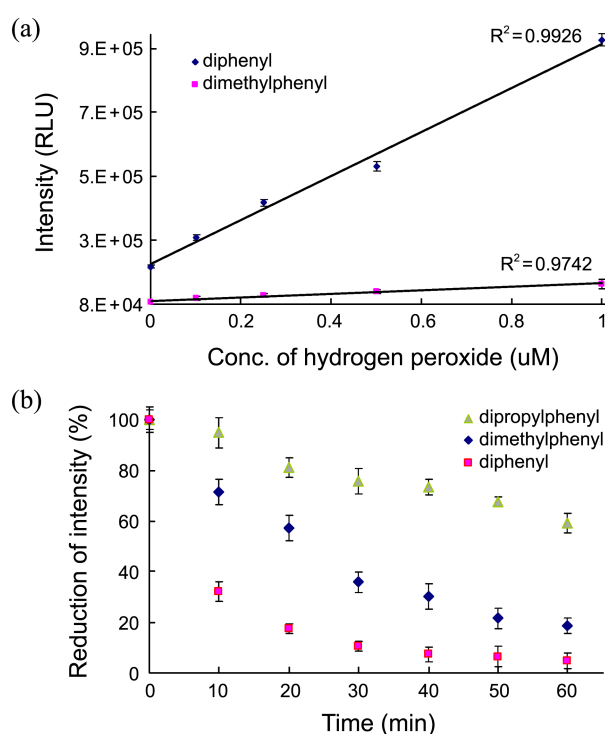 (a)
R²=0.9926
9.E+05
diphenyl
dimethylphenyl
7.E+05
5.E+05
3.E+05
R²=0.9742
8.E+04
Intensity (RLU)
0 0.2 0.4 0.6 0.8 1
Conc. of hydrogen peroxide (uM)
(b)
dipropylphenyl
dimethylphenyl
diphenyl
100
80
60
40
20
0
Reduction of intensity (%)
0 10 20 30 40 50 60
Time (min)